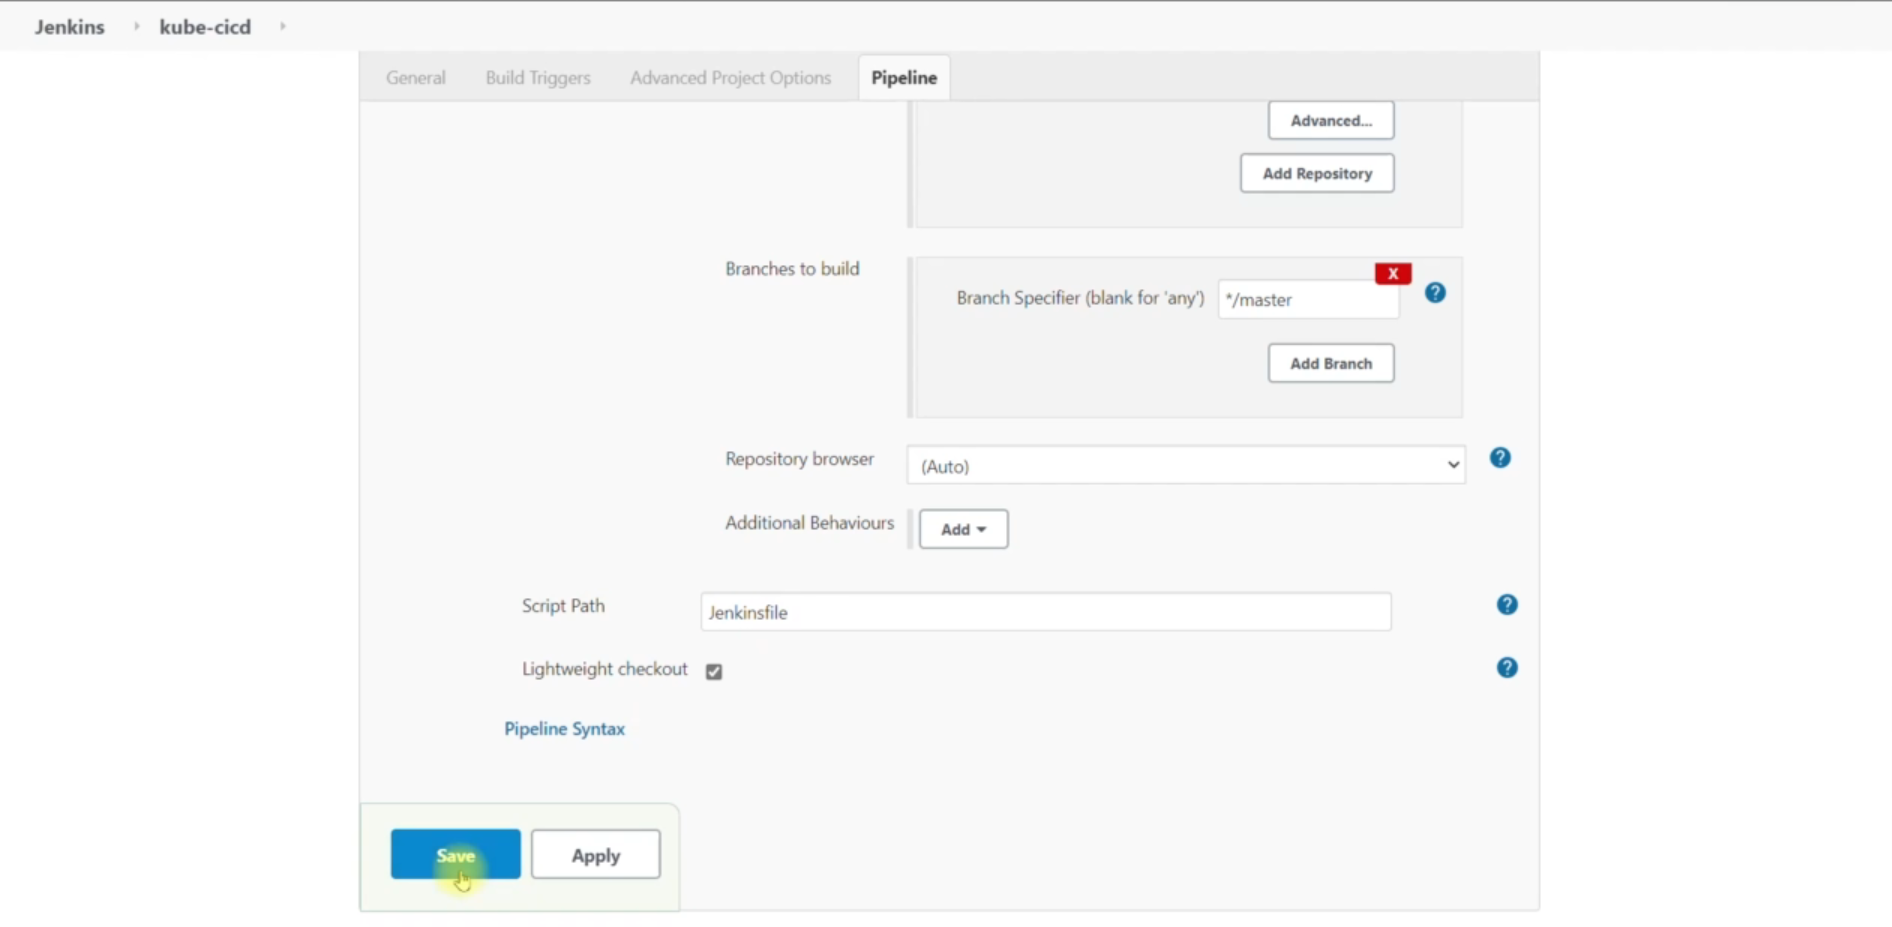 Jenkins kube-cicd
General Build Triggers Advanced Project Options Pipeline
Advanced...
Add Repository
Branches to build
X
Branch Specifier (blank for 'any') */master
?
Add Branch
Repository browser (Auto) ?
Additional Behaviours Add
Script Path Jenkinsfile ?
Lightweight checkout ?
Pipeline Syntax
Save Apply